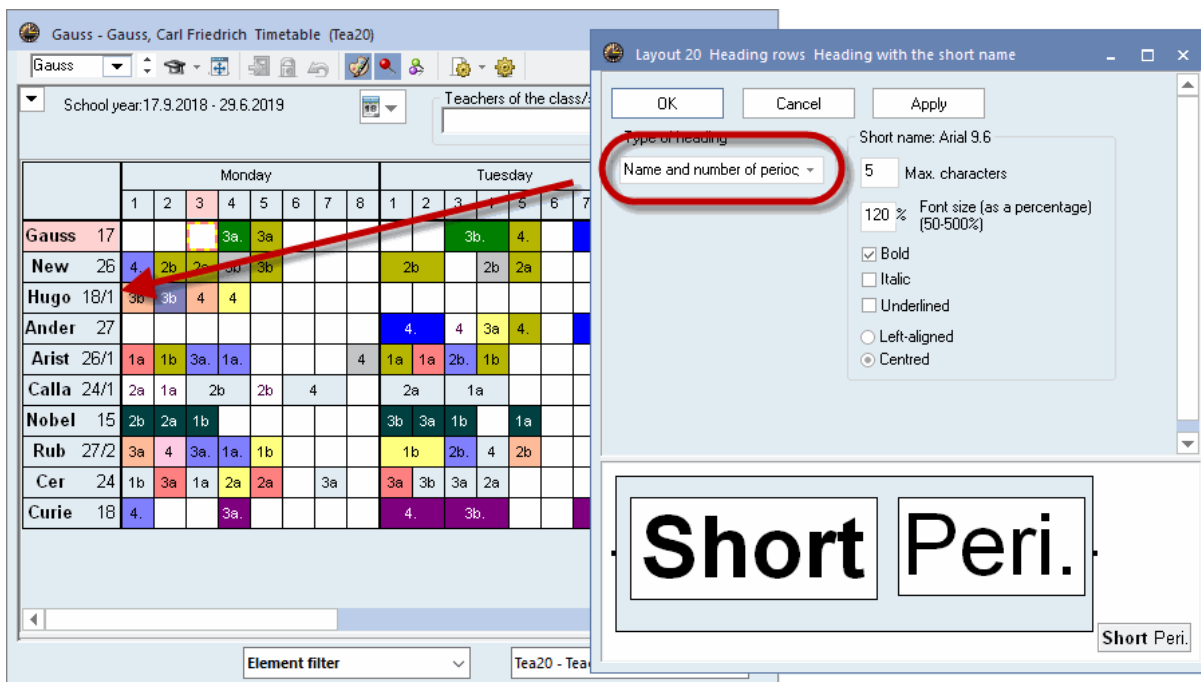 Gauss - Gauss, Carl Friedrich Timetable (Tea20)
Gauss
School year:17.9.2018 - 29.6.2019
Teachers of the class/
Monday Tuesday
1 2 3 4 5 6 7 8 1 2 3 4 5 6 7
Gauss 17 3a. 3a 3b. 4.
New 26 4. 2b 2a 3b 3b 2b 2b 2a
Hugo 18/1 3b 3b 4 4
Ander 27 4. 4 3a 4.
Arist 26/1 1a 1b 3a. 1a. 4 1a 1a 2b. 1b
Calla 24/1 2a 1a 2b 2b 4 2a 1a
Nobel 15 2b 2a 1b 3b 3a 1b 1a
Rub 27/2 3a 4 3a. 1a. 1b 1b 2b. 4 2b
Cer 24 1b 3a 1a 2a 2a 3a 3a 3b 3a 2a
Curie 18 4. 3a. 4. 3b.
Element filter
Tea20 - Tea
Layout 20 Heading rows Heading with the short name
OK Cancel Apply
Type of heading
Name and number of perioc
Short name: Arial 9.6
5 Max. characters
120 % Font size (as a percentage)
(50-500%)
Bold
Italic
Underlined
Left-aligned
Centred
Short Peri.
Short Peri.